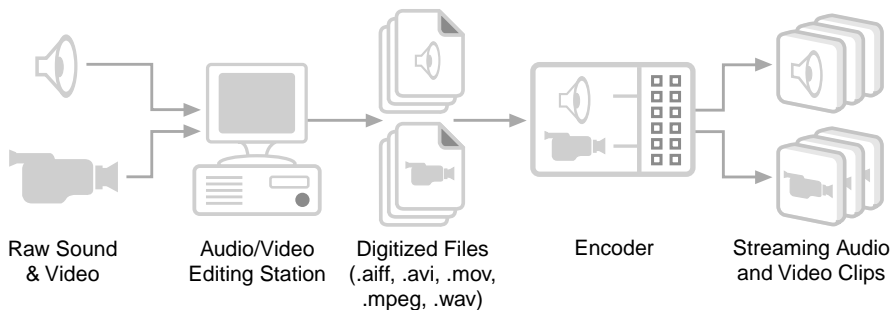 Raw Sound
& Video
Audio/Video
Editing Station
Digitized Files
(.aiff, .avi, .mov,
.mpeg, .wav)
Encoder
Streaming Audio
and Video Clips